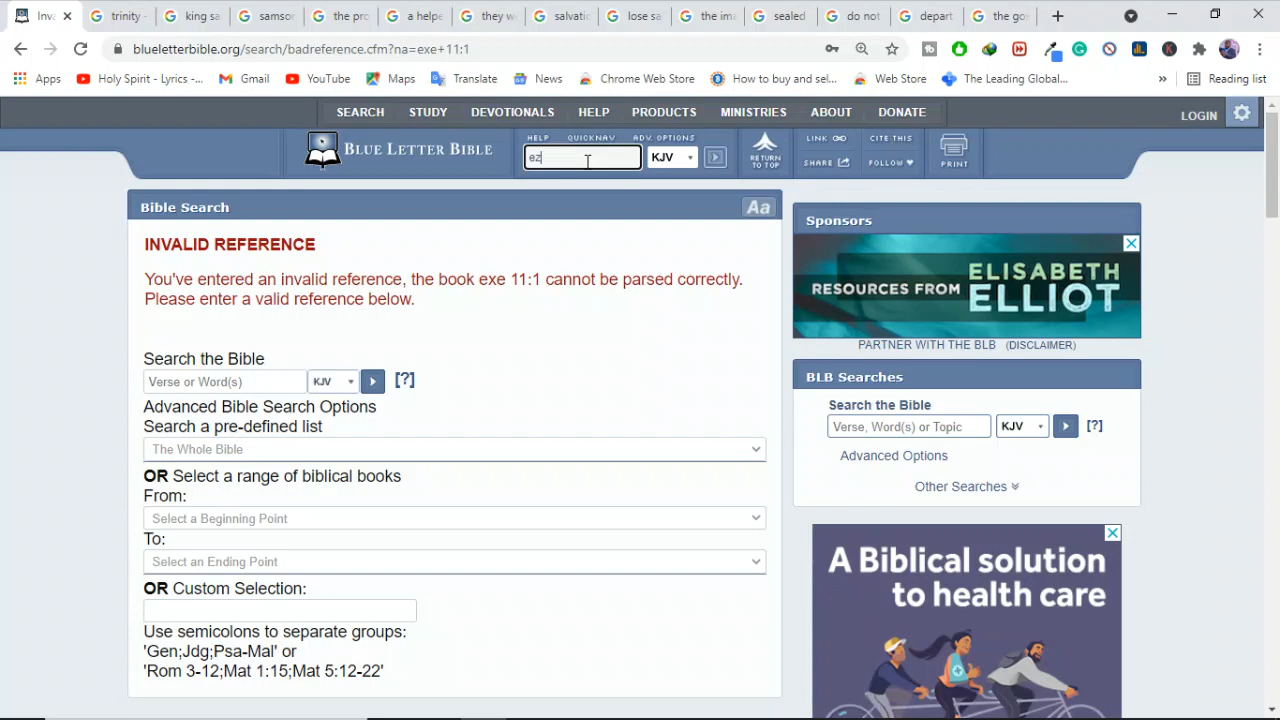 Inv
trinity -
king sa
samsor
the pro
a helpe
they w
salvatio
lose sa
the ima
sealed
do not
depart
the gos
blueletterbible.org/search/badreference.cfm?na=exe+11:1
Apps
Holy Spirit - Lyrics -...
Gmail
YouTube
Maps
Translate
News
Chrome Web Store
How to buy and sel...
Web Store
The Leading Global...
»
Reading list
SEARCH
STUDY
DEVOTIONALS
HELP
PRODUCTS
MINISTRIES
ABOUT
DONATE
LOGIN
BLUE LETTER BIBLE
HELP
QUICKNAV
ADV. OPTIONS
ez
KJV
RETURN
TO TOP
LINK
CITE THIS
SHARE
FOLLOW
PRINT
Bible Search
Aa
INVALID REFERENCE
You've entered an invalid reference, the book exe 11:1 cannot be parsed correctly.
Please enter a valid reference below.
Search the Bible
Verse or Word(s)
KJV
[?]
Advanced Bible Search Options
Search a pre-defined list
The Whole Bible
OR Select a range of biblical books
From:
Select a Beginning Point
To:
Select an Ending Point
OR Custom Selection:
Use semicolons to separate groups:
'Gen;Jdg;Psa-Mal' or
'Rom 3-12;Mat 1:15;Mat 5:12-22'
Sponsors
RESOURCES FROM
ELISABETH
ELLIOT
PARTNER WITH THE BLB (DISCLAIMER)
BLB Searches
Search the Bible
Verse, Word(s) or Topic
KJV
[?]
Advanced Options
Other Searches
A Biblical solution
to health care